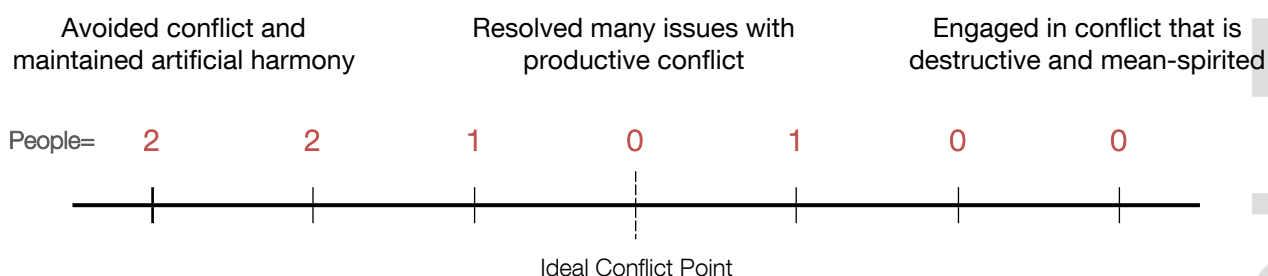 Avoided conflict and
maintained artificial harmony
Resolved many issues with
productive conflict
Engaged in conflict that is
destructive and mean-spirited
People= 2 2 1 0 1 0 0
Ideal Conflict Point